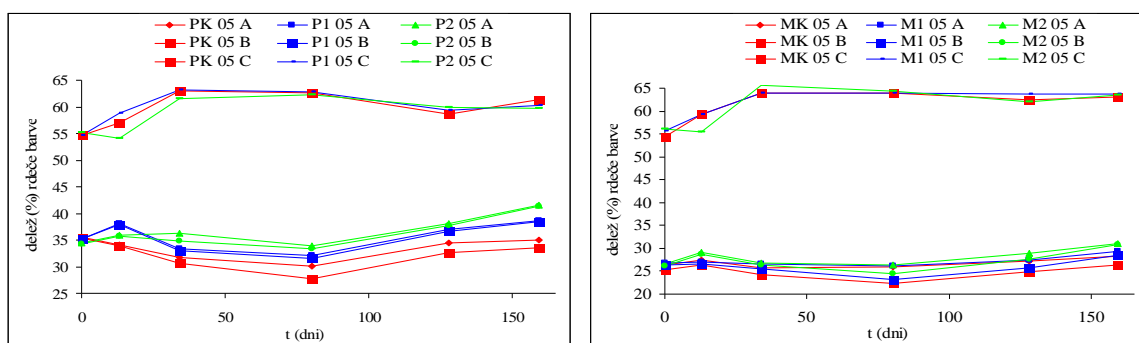 PK 05 A P1 05 A P2 05 A
PK 05 B P1 05 B P2 05 B
PK 05 C P1 05 C P2 05 C
65
60
55
50
45
40
35
30
25
0 50 100 150
t (dni)
delež (%) rdeče barve
MK 05 A M1 05 A M2 05 A
MK 05 B M1 05 B M2 05 B
MK 05 C M1 05 C M2 05 C
70
65
60
55
50
45
40
35
30
25
20
0 50 100 150
t (dni)
delež (%) rdeče barve